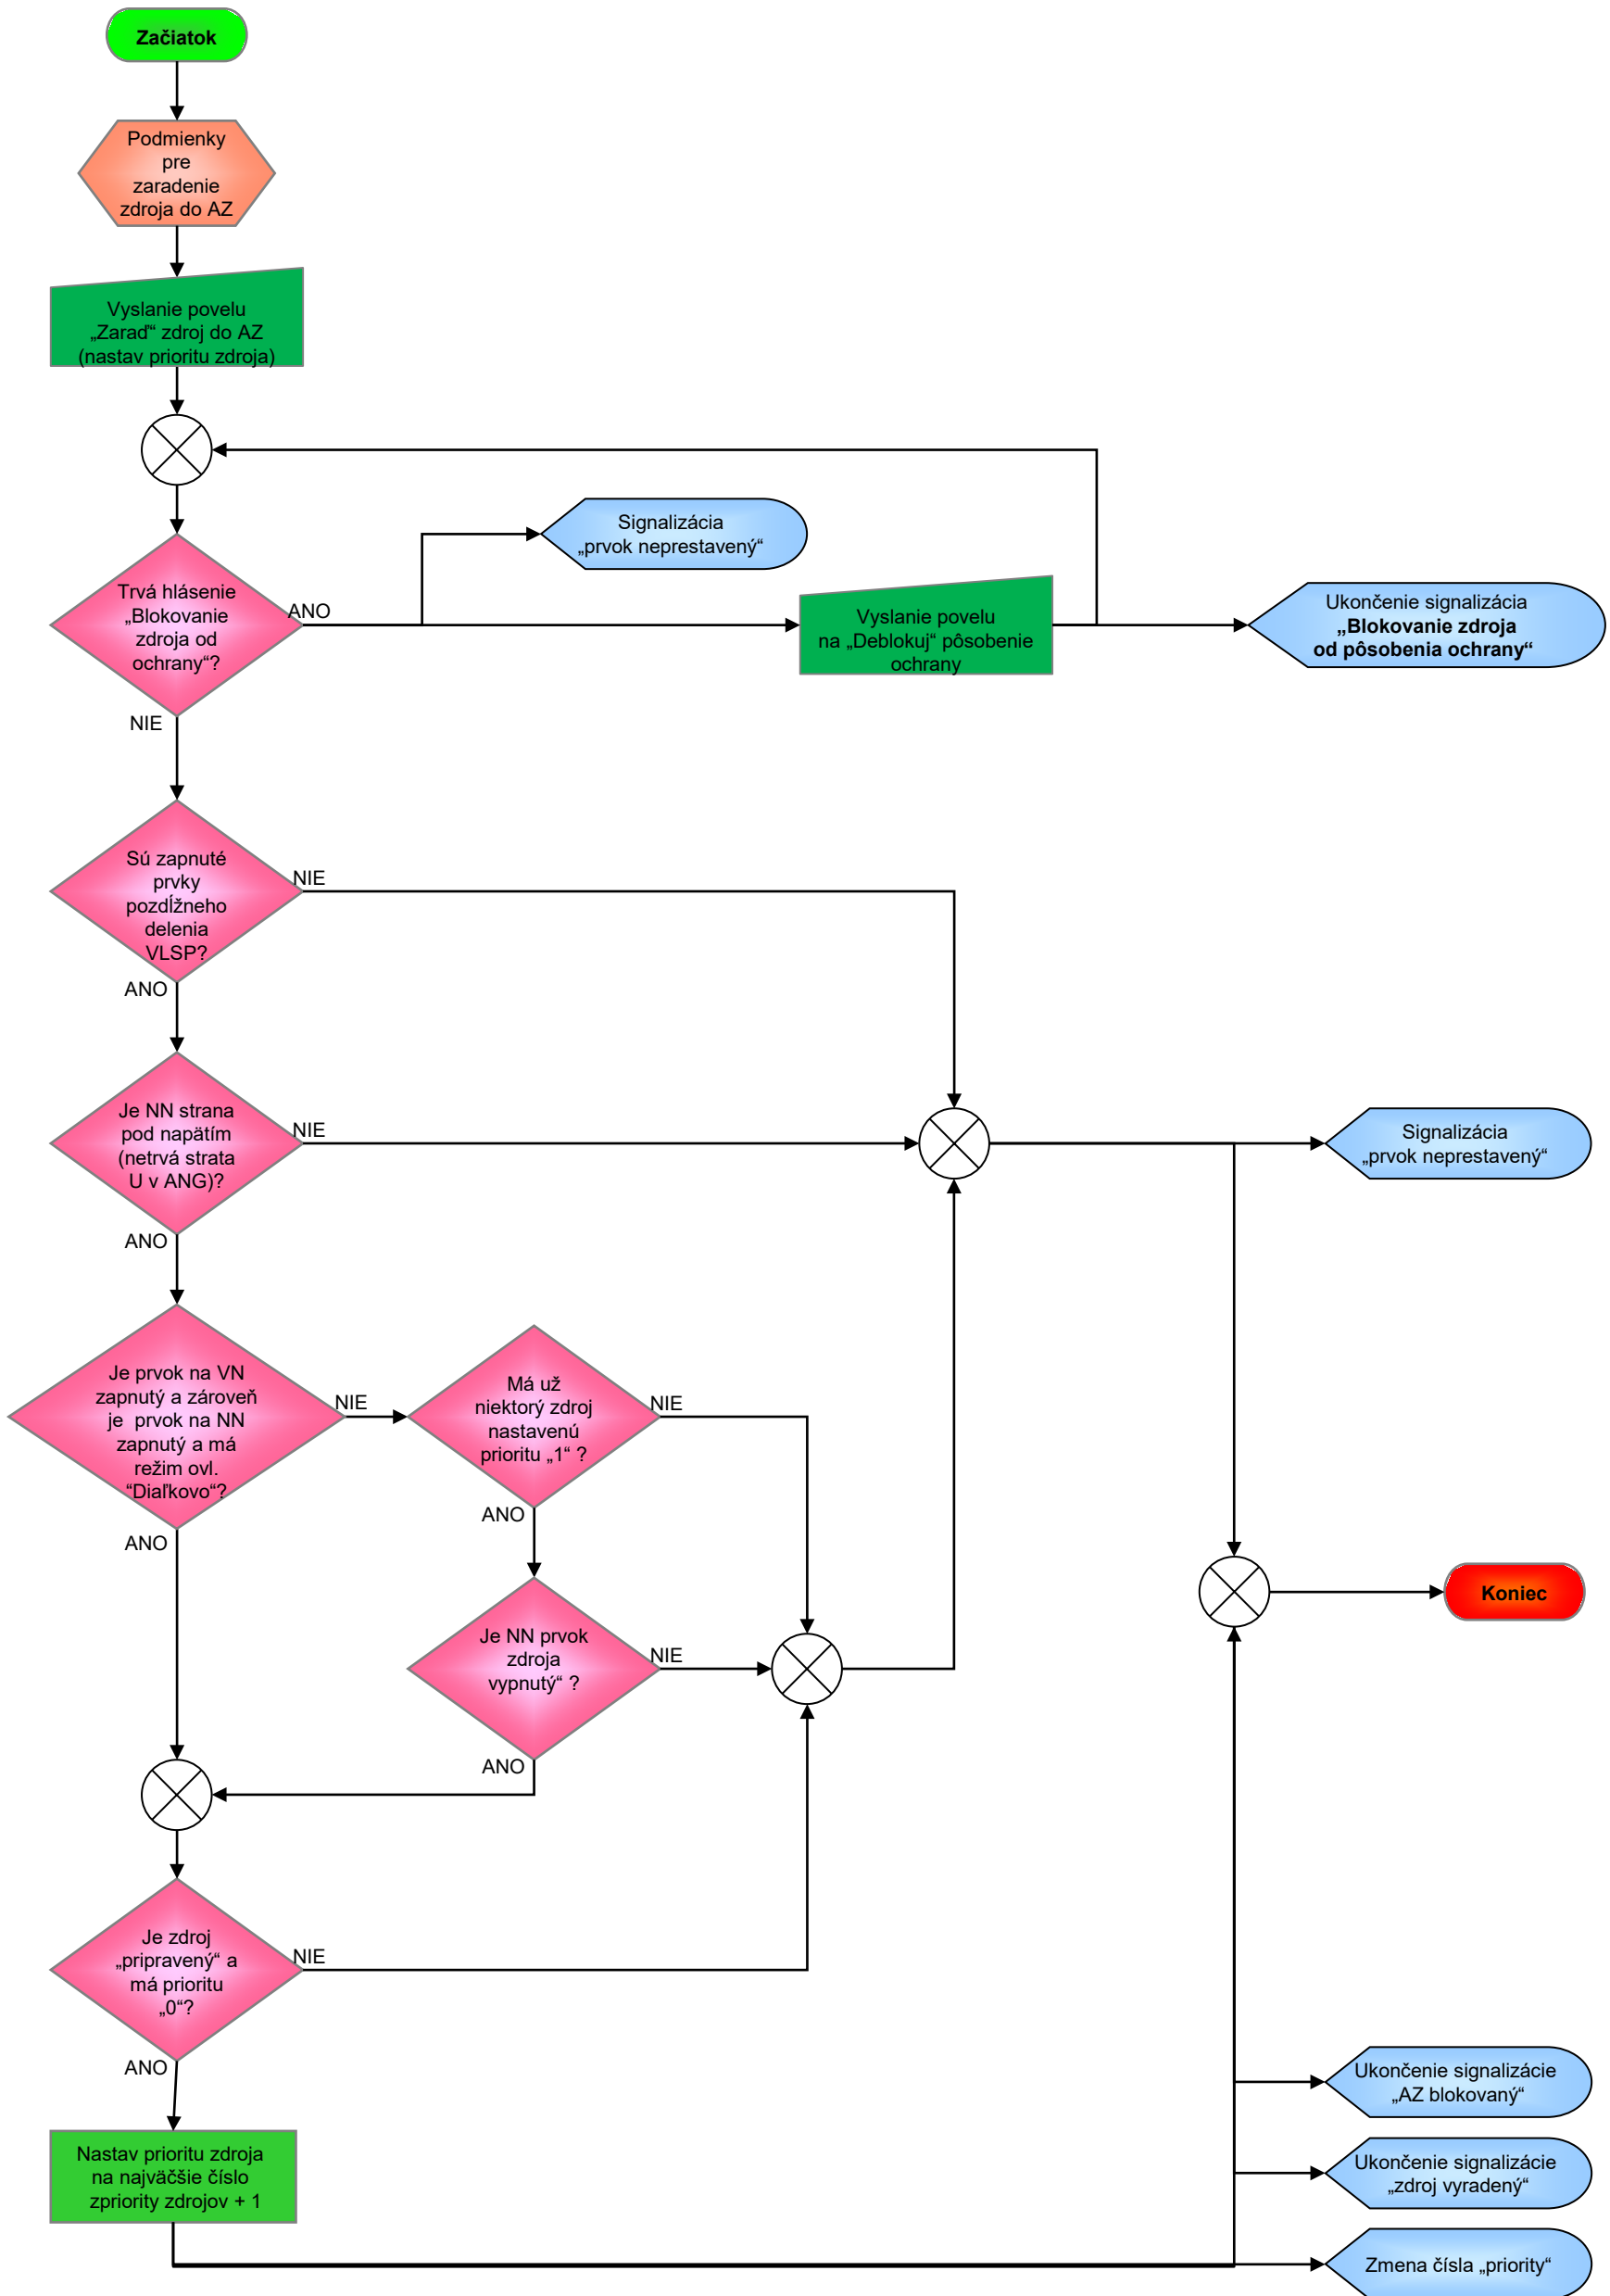 Začiatok
Podmienky
pre
zaradenie
zdroja do AZ
Vyslanie povelu
„Zaraď“ zdroj do AZ
(nastav prioritu zdroja)
Signalizácia
„prvok neprestavený“
Trvá hlásenie
„Blokovanie
zdroja od
ochrany“?
ANO
NIE
Vyslanie povelu
na „Deblokuj“ pôsobenie
ochrany
Ukončenie signalizácia
„Blokovanie zdroja
od pôsobenia ochrany“
Sú zapnuté
prvky
pozdĺžneho
delenia
VLSP?
NIE
ANO
Je NN strana
pod napätím
(netrvá strata
U v ANG)?
NIE
ANO
Signalizácia
„prvok neprestavený“
Je prvok na VN
zapnutý a zároveň
je prvok na NN
zapnutý a má
režim ovl.
“Diaľkovo“?
NIE
ANO
Má už
niektorý zdroj
nastavenú
prioritu „1“ ?
NIE
ANO
Koniec
Je NN prvok
zdroja
vypnutý“ ?
NIE
ANO
Je zdroj
„pripravený“ a
má prioritu
„0“?
NIE
ANO
Nastav prioritu zdroja
na najväčšie číslo
zpriority zdrojov + 1
Ukončenie signalizácie
„AZ blokovaný“
Ukončenie signalizácie
„zdroj vyradený“
Zmena čísla „priority“